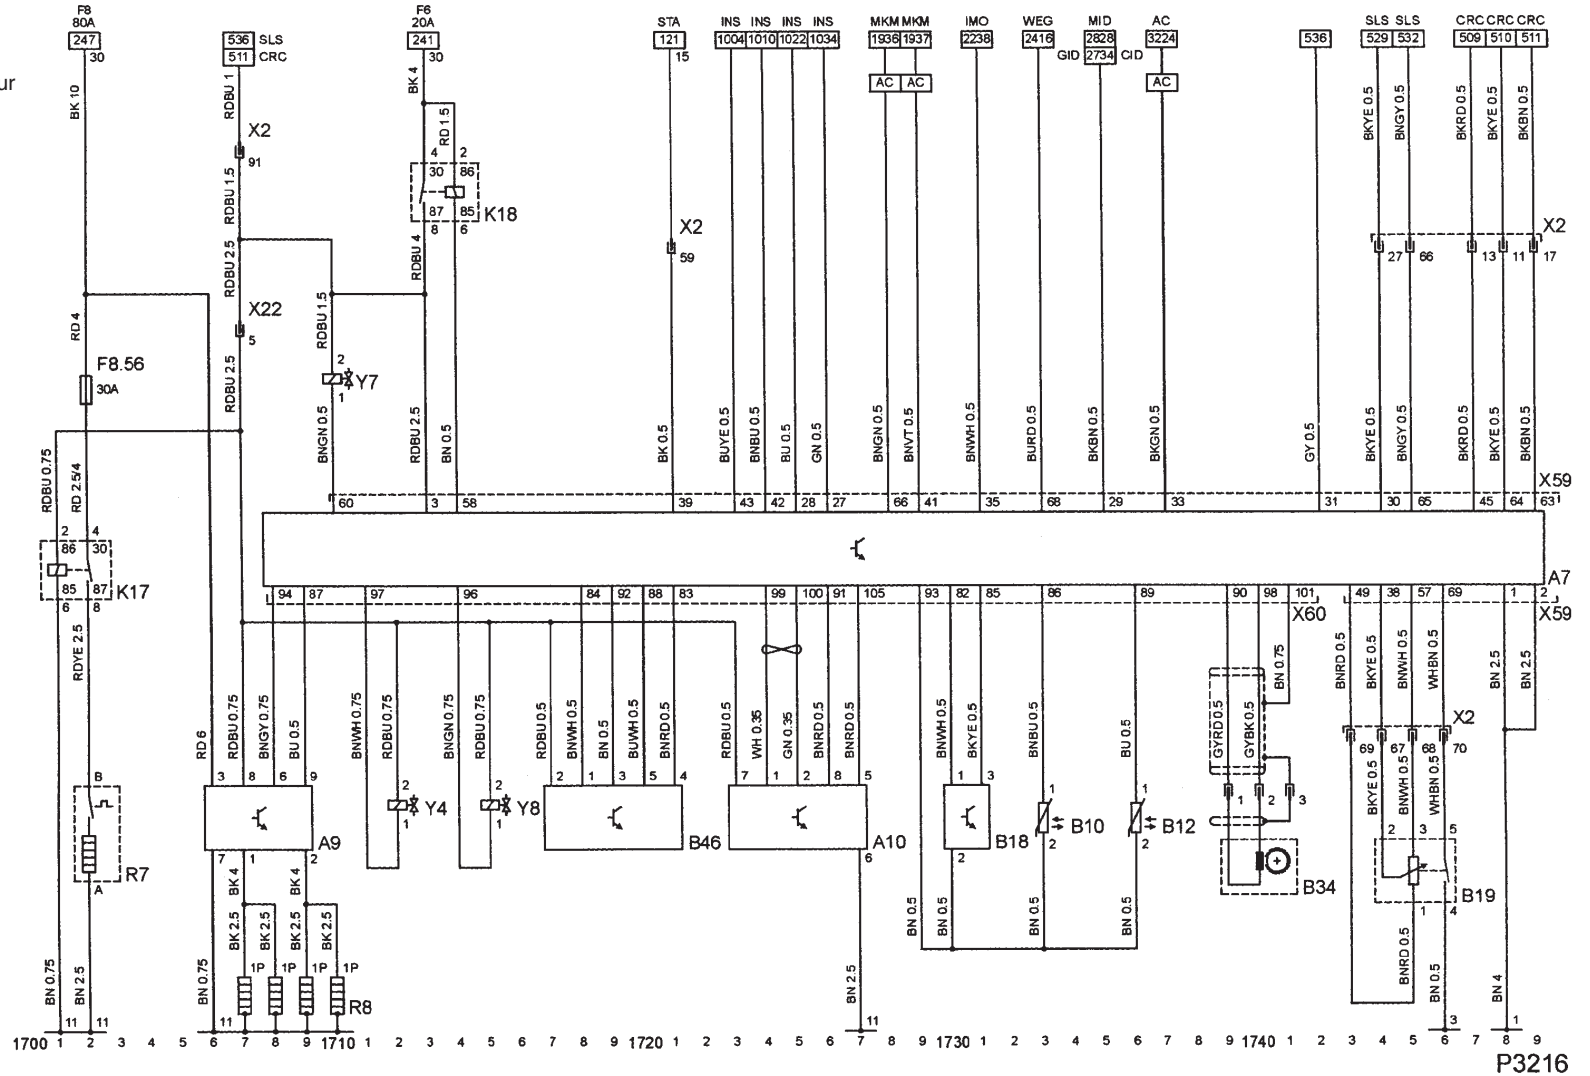 F8 F6
80A 20A STA INS INS INS INS MKM MKM IMO WEG MID AC SLS SLS CRC CRC CRC
247 536 SLS 241 121 1004 1010 1022 1034 1936 1937 2238 2416 2828 3224 536 529 532 509 510 511
30 511 CRC 30 15 GID 2734 CID
ur AC AC AC
BK 10 RDBU 1 BK 4 RD 1.5 BKYE 0.5 BNGY 0.5 BKRD 0.5 BKYE 0.5 BKBN 0.5
X2
91
4 2
30 86
RDBU 1.5
87 85 K18
8 6
X2 X2
59 27 66 13 11 17
RDBU 2.5 RDBU 4
X22
5
RD 4 RDBU 1.5
F8.56
30A
2
Y7
1
RDBU 2.5 BNGN 0.5 RDBU 2.5 BN 0.5 BK 0.5 BUYE 0.5 BNBU 0.5 BU 0.5 GN 0.5 BNGN 0.5 BNVT 0.5 BNWH 0.5 BURD 0.5 BKBN 0.5 BKGN 0.5 GY 0.5 BKYE 0.5 BNGY 0.5 BKRD 0.5 BKYE 0.5 BKBN 0.5
RDBU 0.75 RD 2.5/4
X59
60 3 58 39 43 42 28 27 66 41 35 68 29 33 31 30 65 45 64 63
2 4
86 30
85 87 K17
6 8
A7
94 87 97 96 84 92 88 83 99 100 91 105 93 82 85 86 89 90 98 101 49 38 57 69 1 2
X60 X59
RDYE 2.5 BN 0.75 BNRD 0.5 BKYE 0.5 BNWH 0.5 WHBN 0.5 BN 2.5 BN 2.5
RD 6 RDBU 0.75 BNGY 0.75 BU 0.5 BNWH 0.75 RDBU 0.5 BNGN 0.75 RDBU 0.5 RDBU 0.5 BNWH 0.5 BN 0.5 BUWH 0.5 BNRD 0.5 RDBU 0.5 WH 0.35 GN 0.35 BNRD 0.5 BNRD 0.5 BNWH 0.5 BKYE 0.5 BNBU 0.5 BU 0.5 GYRD 0.5 GYBK 0.5
X2
69 67 68 70
BKYE 0.5 BNWH 0.5 WHBN 0.5
B 3 8 6 9 2 2 2 1 3 5 4 7 1 2 8 5 1 3 1 1 1 2 3
A9 Y4 Y8 B46 A10 B18 B10 B12
7 1 2 1 1 6 2 2 2
2 3 5
R7 B34 B19
A 1 4
BK 4 BK 4
BK 2.5 BK 2.5 BK 2.5 BK 2.5 BN 0.5 BN 0.5 BN 0.5 BN 0.5 BNRD 0.5
1P 1P 1P 1P
R8
BN 0.75 BN 2.5 BN 0.75 BN 2.5 BN 0.5 BN 4
11 11 11 11 3 1
1700 1 2 3 4 5 6 7 8 9 1710 1 2 3 4 5 6 7 8 9 1720 1 2 3 4 5 6 7 8 9 1730 1 2 3 4 5 6 7 8 9 1740 1 2 3 4 5 6 7 8 9
P3216